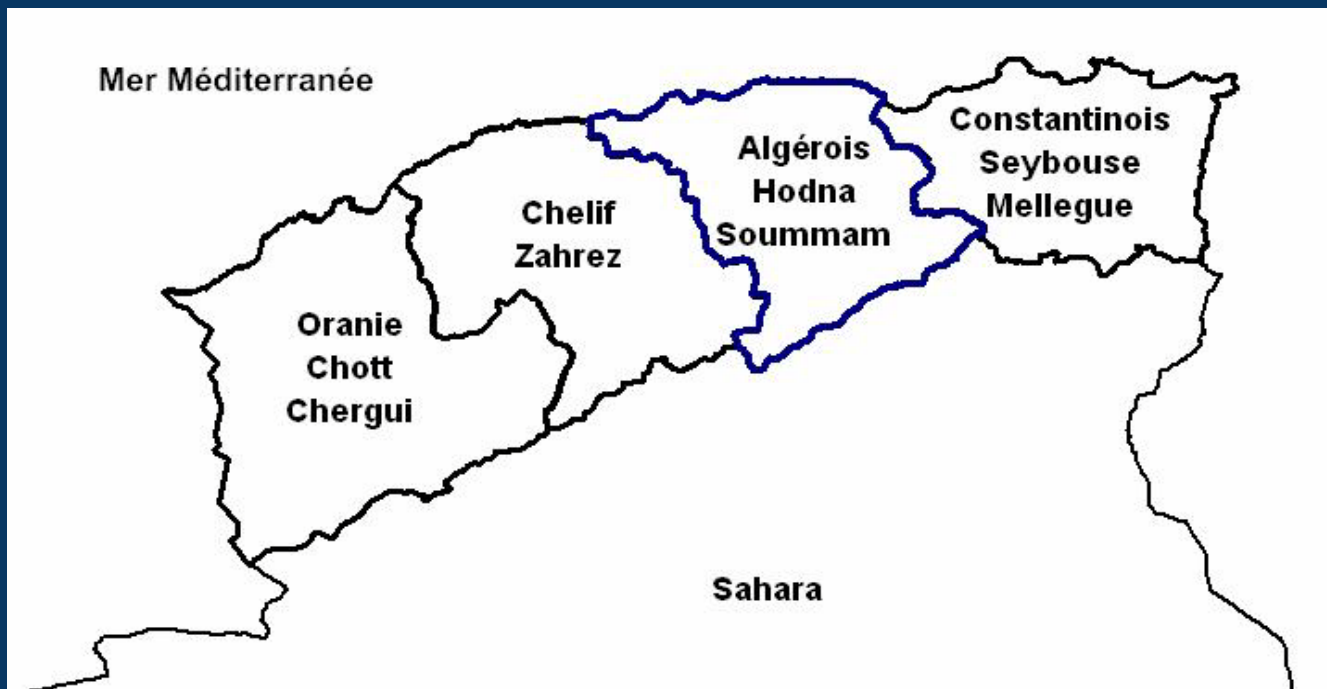 Mer Méditerranée
Constantinois
Seybouse
Mellegue
Algérois
Hodna
Soummam
Chelif
Zahrez
Oranie
Chott
Chergui
Sahara